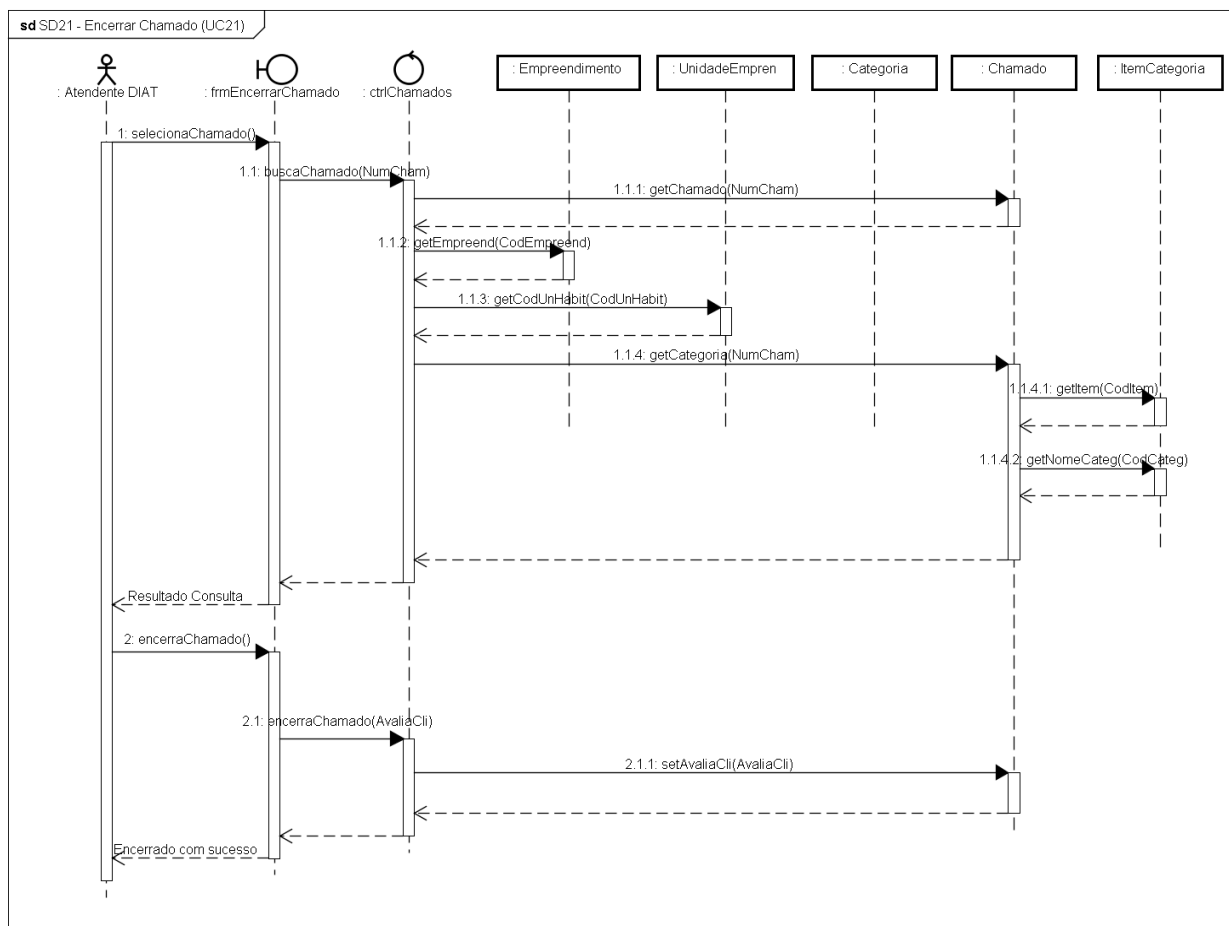 sd SD21 - Encerrar Chamado (UC21)
: Atendente DIAT
: frmEncerrarChamado
: ctrlChamados
: Empreendimento
: UnidadeEmpren
: Categoria
: Chamado
: ItemCategoria
1: selecionaChamado()
1.1: buscaChamado(NumCham)
1.1.1: getChamado(NumCham)
1.1.2: getEmpreend(CodEmpreend)
1.1.3: getCodUnHabit(CodUnHabit)
1.1.4: getCategoria(NumCham)
1.1.4.1: getItem(CodItem)
1.1.4.2: getNomeCateg(CodCateg)
Resultado Consulta
2: encerraChamado()
2.1: encerraChamado(AvaliaCli)
2.1.1: setAvaliaCli(AvaliaCli)
Encerrado com sucesso